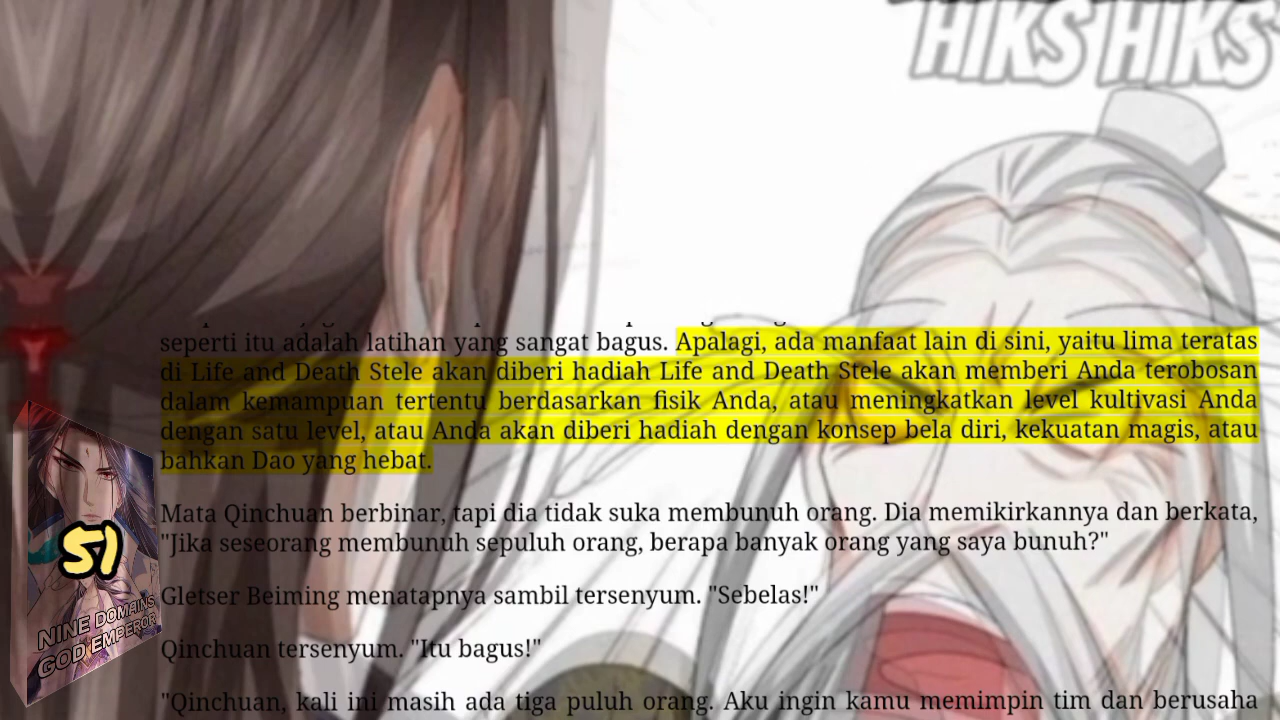 HIKS HIKS
seperti itu adalah latihan yang sangat bagus. Apalagi, ada manfaat lain di sini, yaitu lima teratas
di Life and Death Stele akan diberi hadiah Life and Death Stele akan memberi Anda terobosan
dalam kemampuan tertentu berdasarkan fisik Anda, atau meningkatkan level kultivasi Anda
dengan satu level, atau Anda akan diberi hadiah dengan konsep bela diri, kekuatan magis, atau
bahkan Dao yang hebat.
Mata Qinchuan berbinar, tapi dia tidak suka membunuh orang. Dia memikirkannya dan berkata,
"Jika seseorang membunuh sepuluh orang, berapa banyak orang yang saya bunuh?"
Gletser Beiming menatapnya sambil tersenyum. "Sebelas!"
Qinchuan tersenyum. "Itu bagus!"
"Qinchuan, kali ini masih ada tiga puluh orang. Aku ingin kamu memimpin tim dan berusaha
51
NINE DOMAINS
GOD EMPEROR